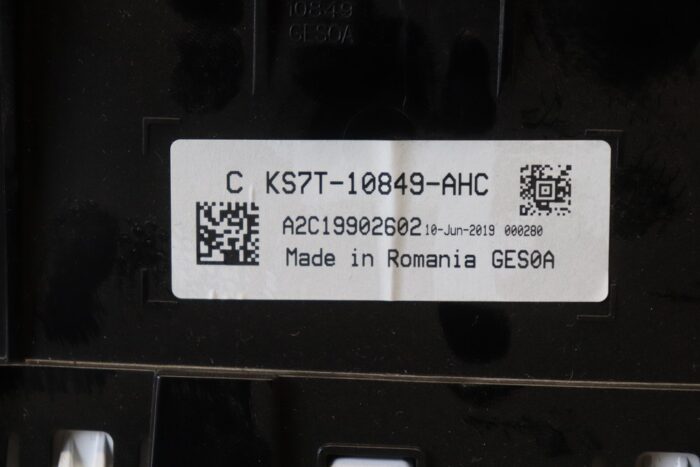 10849
GES0A
C KS7T-10849-AHC
A2C19902602 10-Jun-2019 000280
Made in Romania GES0A